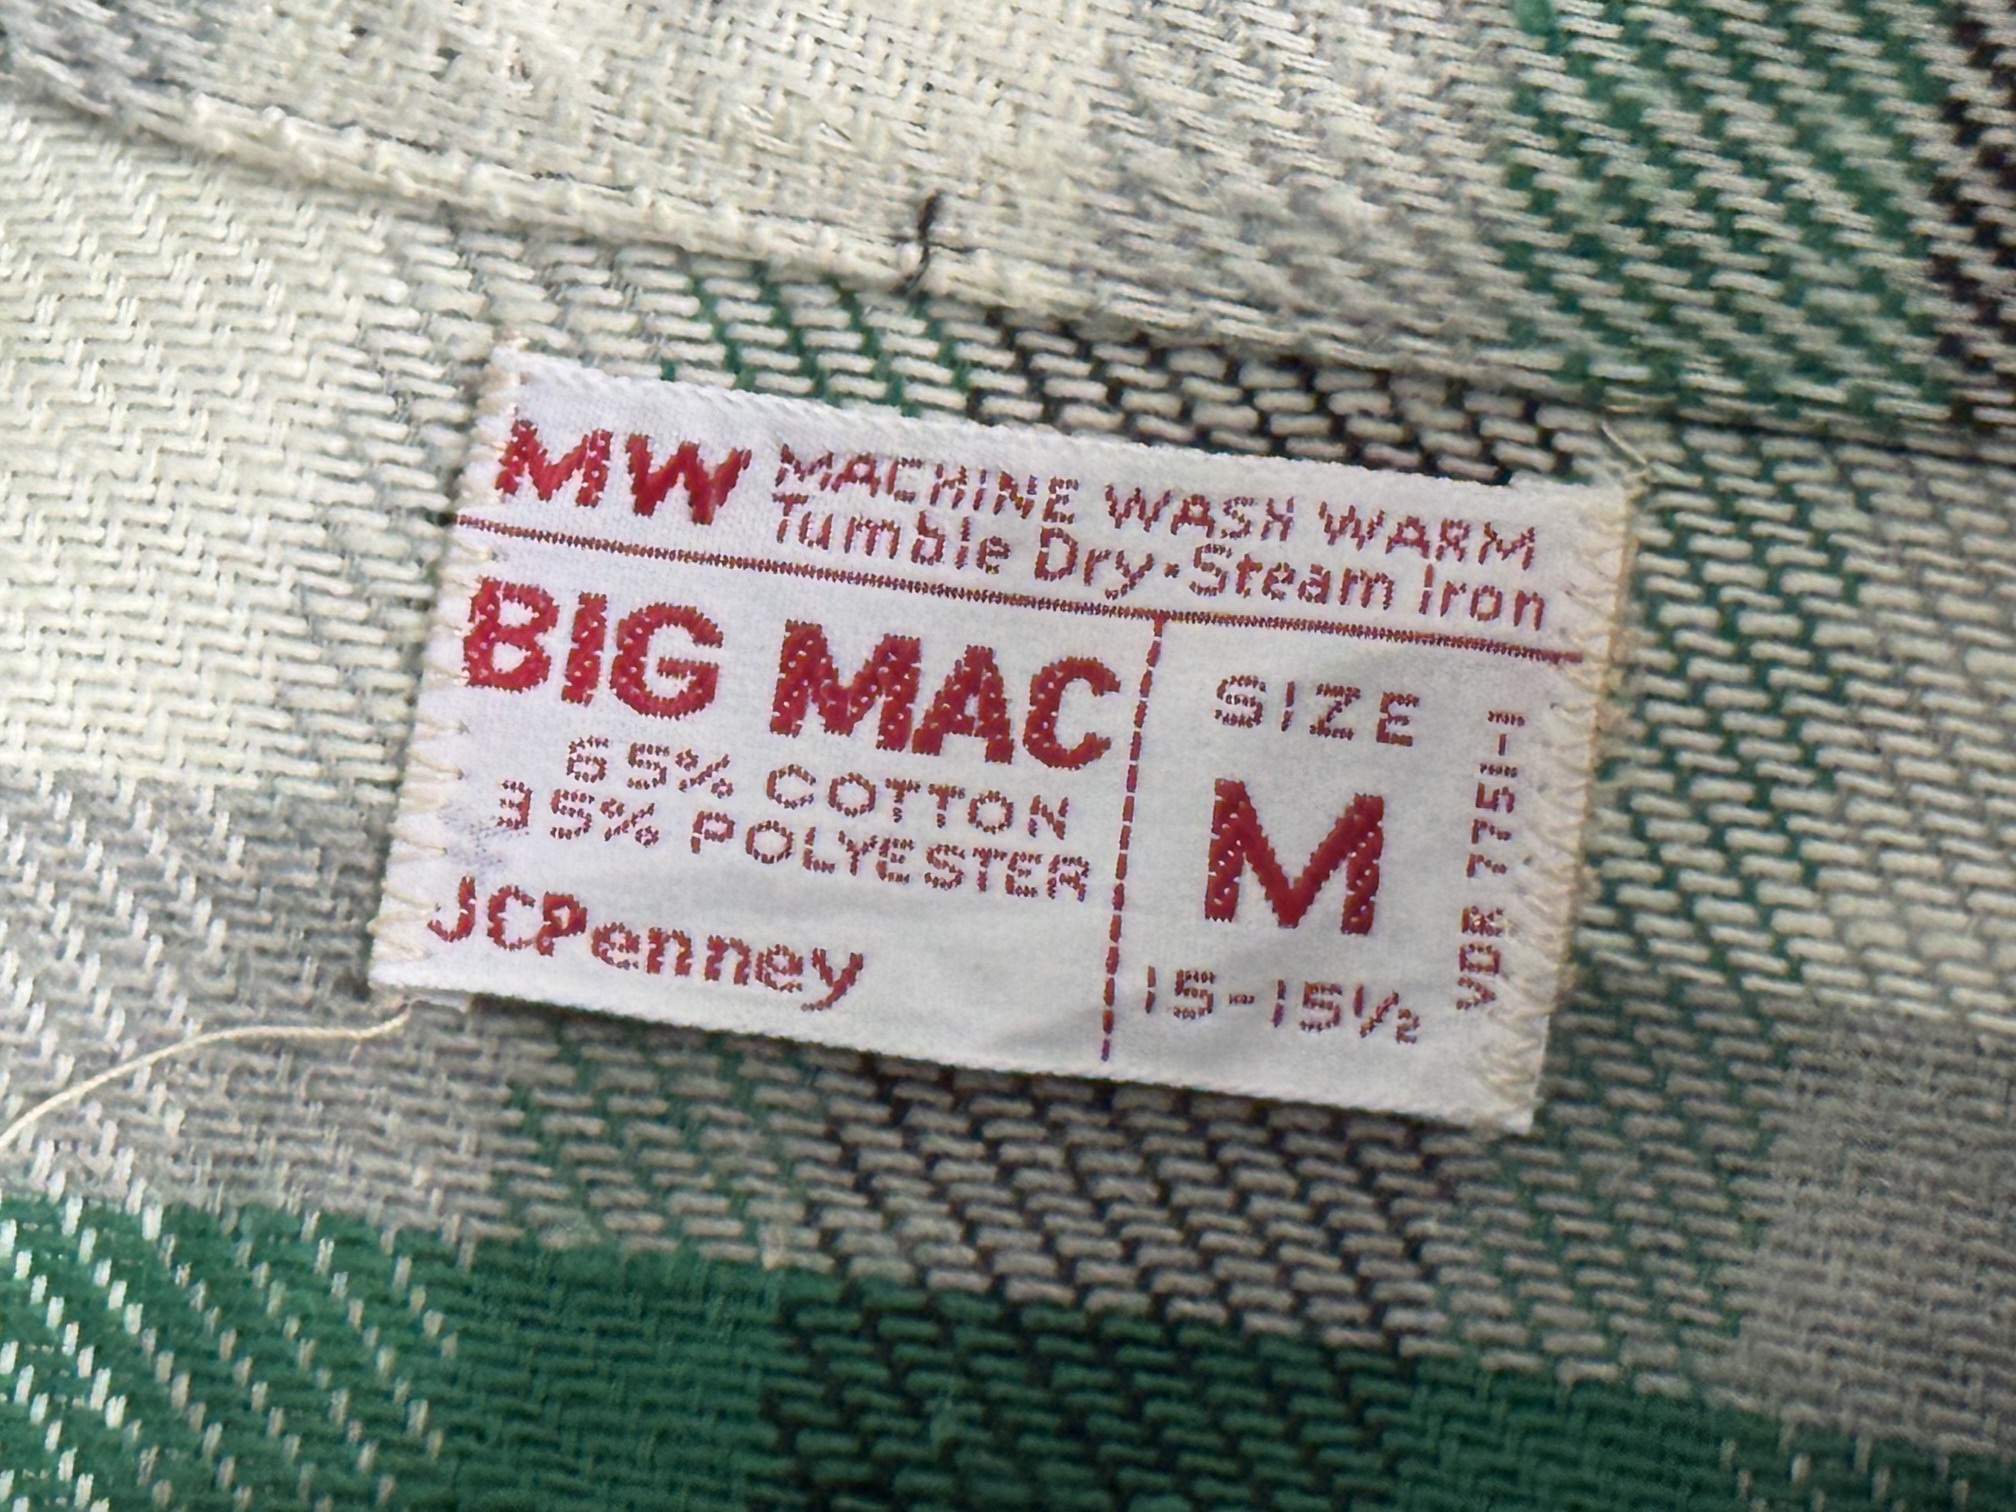 MW MACHINE WASH WARM
Tumble Dry·Steam Iron
BIG MAC
65% COTTON
35% POLYESTER
JCPenney
SIZE
M
15-15½
VDR 7751-1